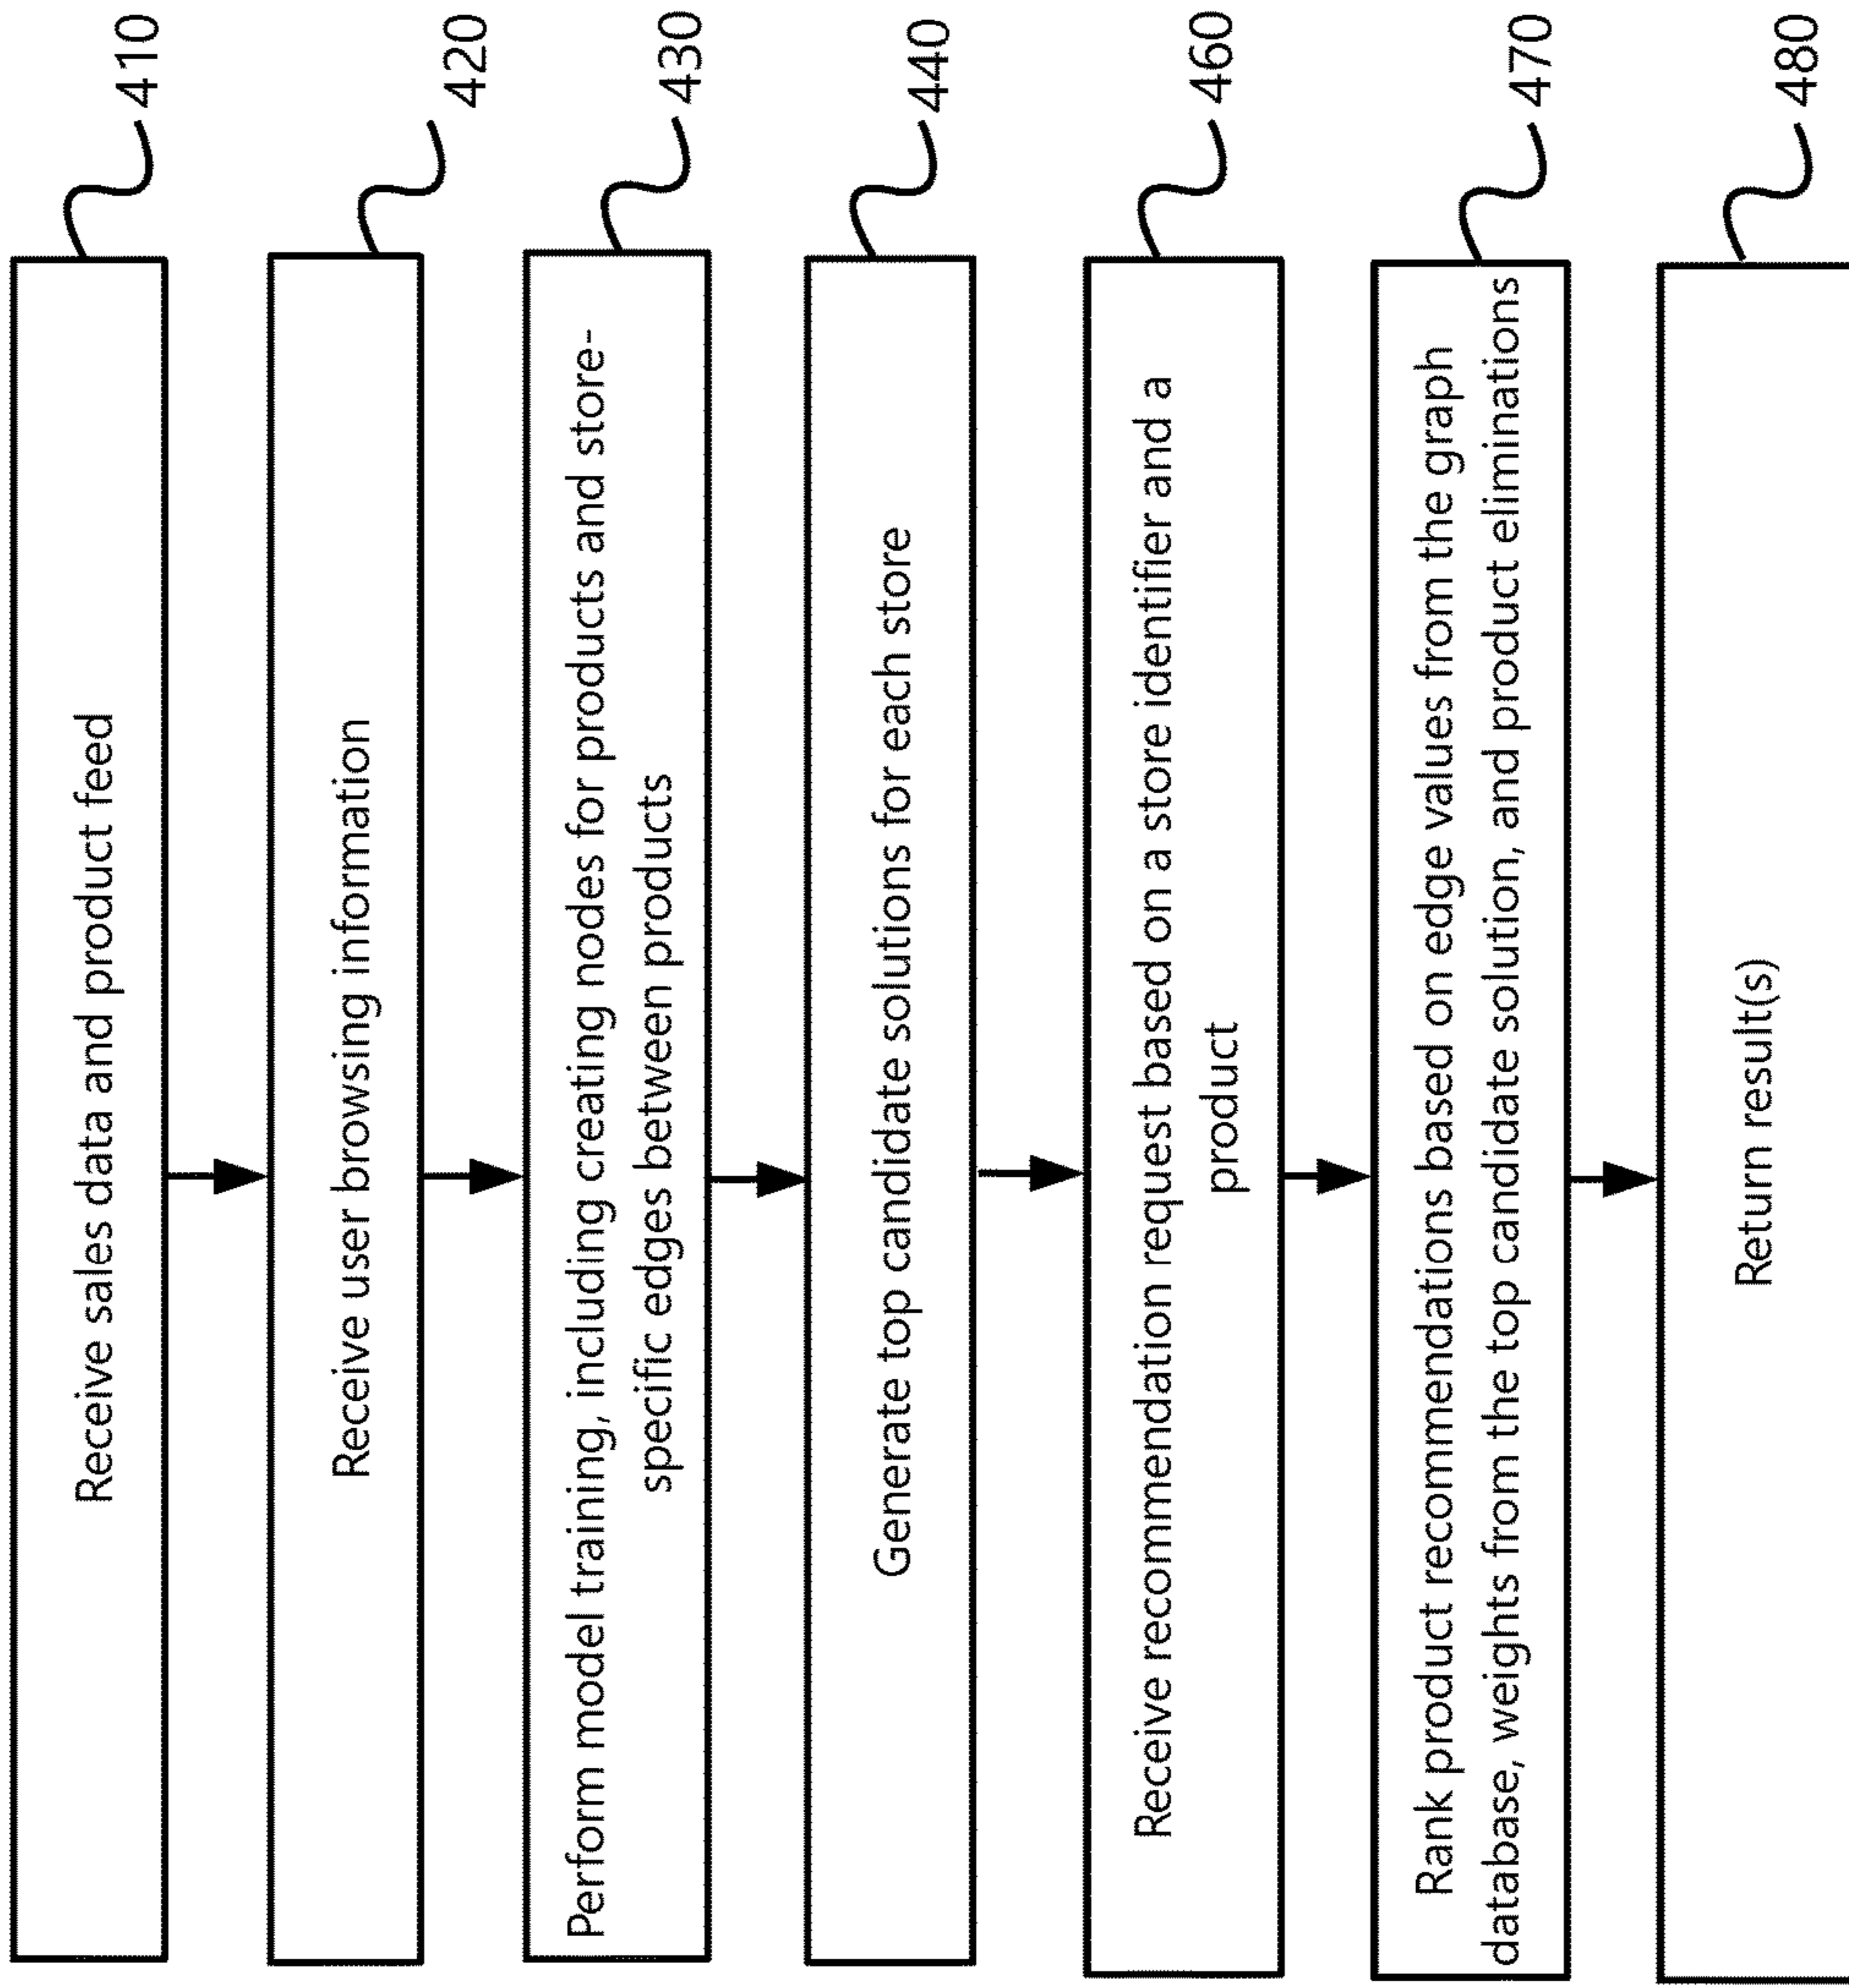 Receive sales data and product feed
410
Receive user browsing information
420
Perform model training, including creating nodes for products and store-
specific edges between products
430
Generate top candidate solutions for each store
440
Receive recommendation request based on a store identifier and a
product
460
Rank product recommendations based on edge values from the graph
database, weights from the top candidate solution, and product eliminations
470
Return result(s)
480